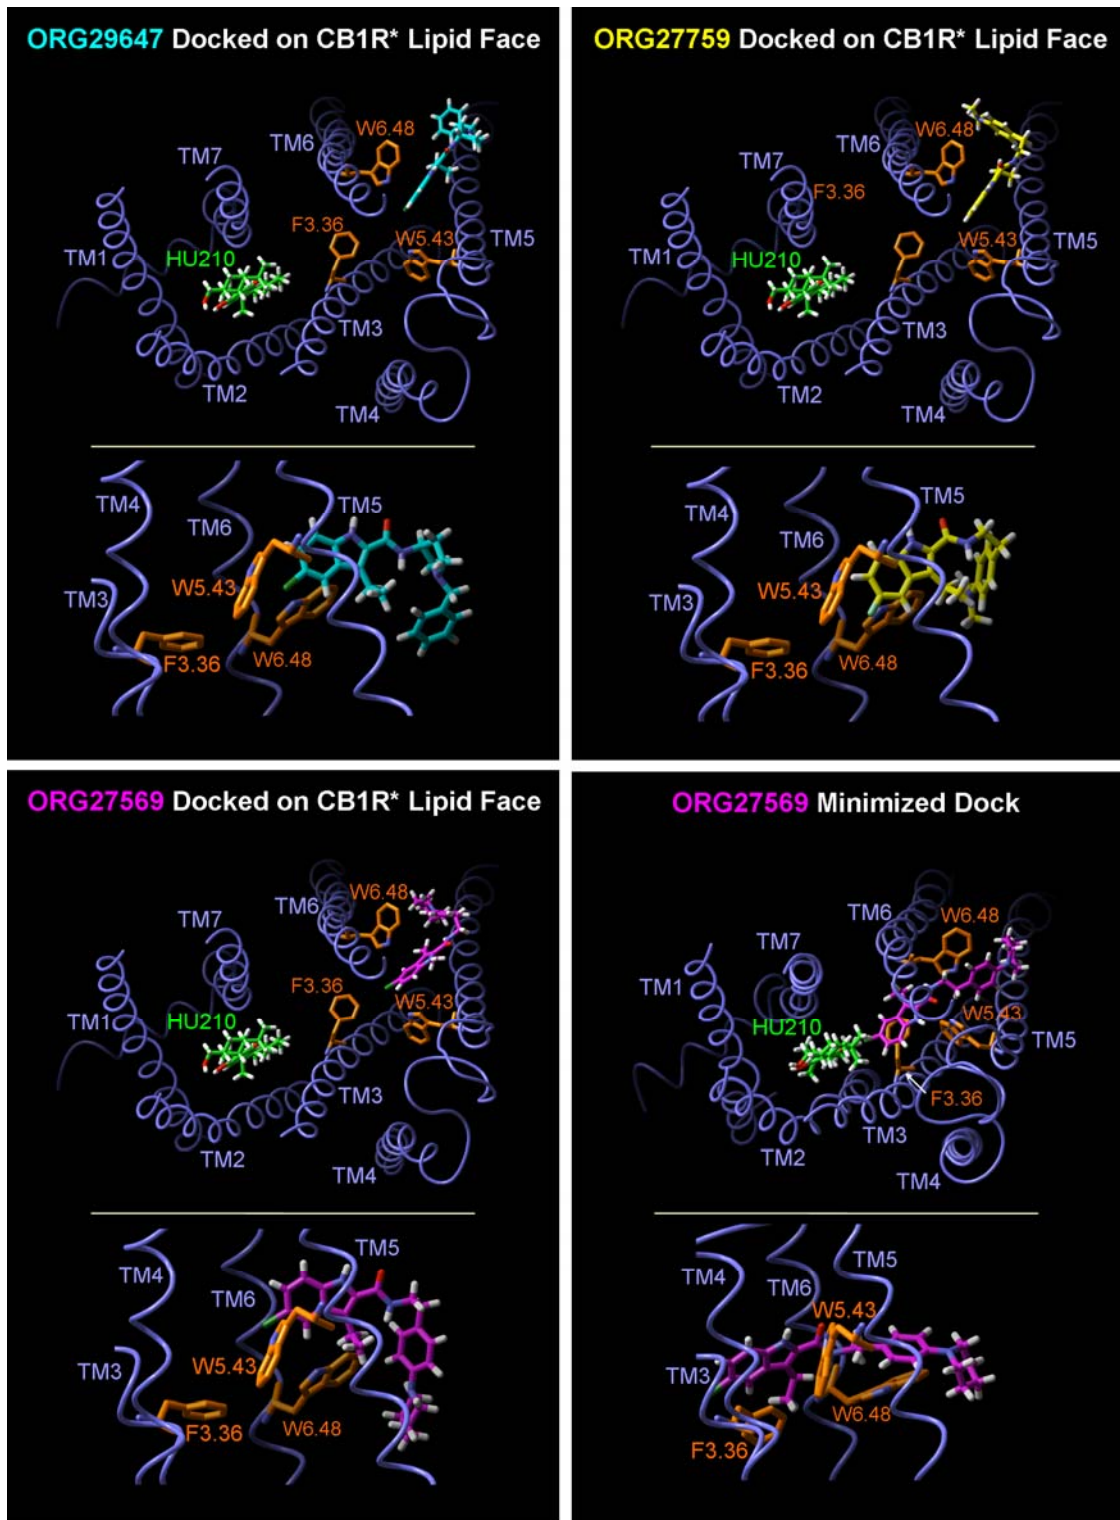 ORG29647 Docked on CB1R* Lipid Face
W6.48
TM6
TM7
F3.36
TM1
HU210
W5.43
TM5
TM3
TM2
TM4
TM4
TM5
TM6
W5.43
TM3
F3.36
W6.48
ORG27759 Docked on CB1R* Lipid Face
W6.48
TM6
TM7
F3.36
TM1
HU210
W5.43
TM5
TM3
TM2
TM4
TM5
TM4
TM6
W5.43
TM3
F3.36
W6.48
ORG27569 Docked on CB1R* Lipid Face
W6.48
TM6
TM7
F3.36
TM1
HU210
W5.43
TM5
TM3
TM2
TM4
TM5
TM4
TM6
W5.43
TM3
F3.36
W6.48
ORG27569 Minimized Dock
W6.48
TM6
TM7
TM1
W5.43
HU210
TM5
F3.36
TM3
TM2
TM4
TM5
TM4
TM6
W5.43
TM3
W6.48
F3.36